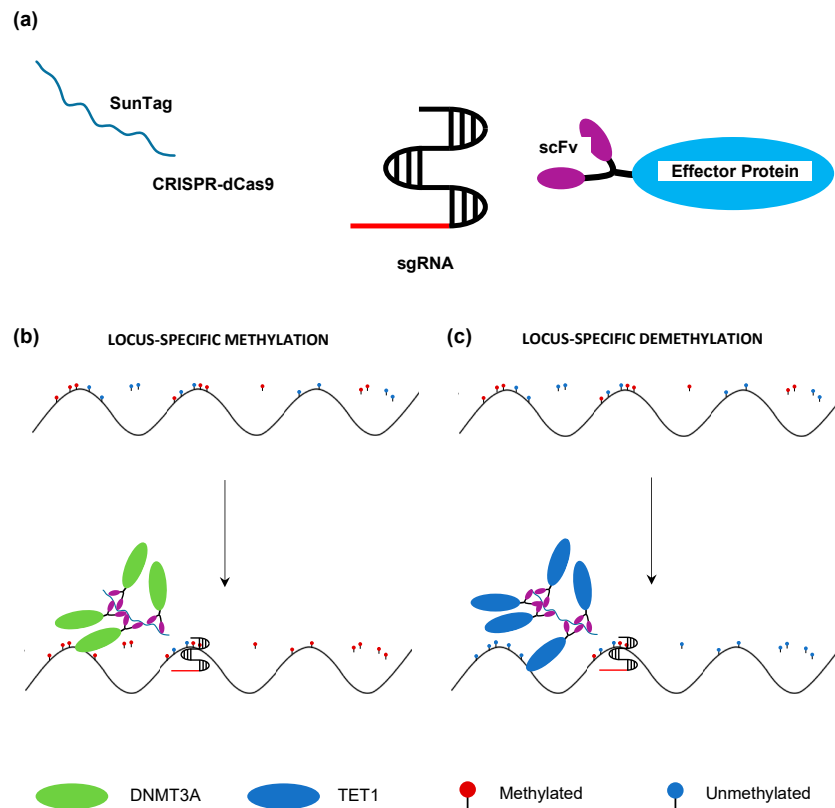 (a)
SunTag
CRISPR-dCas9
sgRNA
scFv
Effector Protein
(b)
LOCUS-SPECIFIC METHYLATION
(c)
LOCUS-SPECIFIC DEMETHYLATION
DNMT3A
TET1
Methylated
Unmethylated